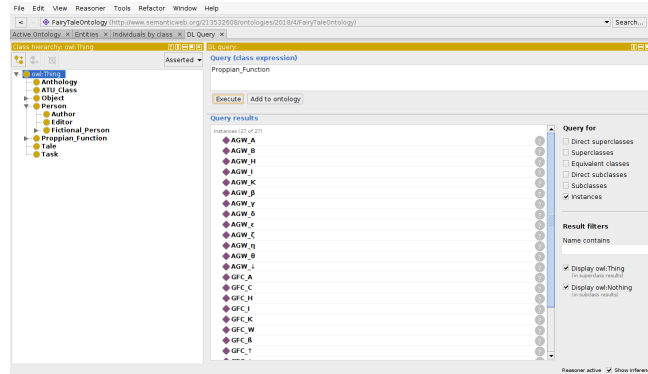 File Edit View Reasoner Tools Refactor Window Help
< > FairyTaleOntology (http://www.semanticweb.org/213532608/ontologies/2018/4/FairyTaleOntology) Search...
Active Ontology × Entities × Individuals by class × DL Query ×
Class hierarchy: owl:Thing
Asserted
owl:Thing
Anthology
ATU_Class
Object
Person
Author
Editor
Fictional_Person
Proppian_Function
Tale
Task
DL query:
Query (class expression)
Proppian_Function
Execute Add to ontology
Query results
Instances (27 of 27)
AGW_A
AGW_B
AGW_H
AGW_I
AGW_K
AGW_β
AGW_γ
AGW_δ
AGW_ε
AGW_ζ
AGW_η
AGW_θ
AGW_↓
GFC_A
GFC_C
GFC_H
GFC_I
GFC_K
GFC_W
GFC_ß
GFC_↑
Query for
Direct superclasses
Superclasses
Equivalent classes
Direct subclasses
Subclasses
Instances
Result filters
Name contains
Display owl:Thing
(in superclass results)
Display owl:Nothing
(in subclass results)
Reasoner active Show Inferen